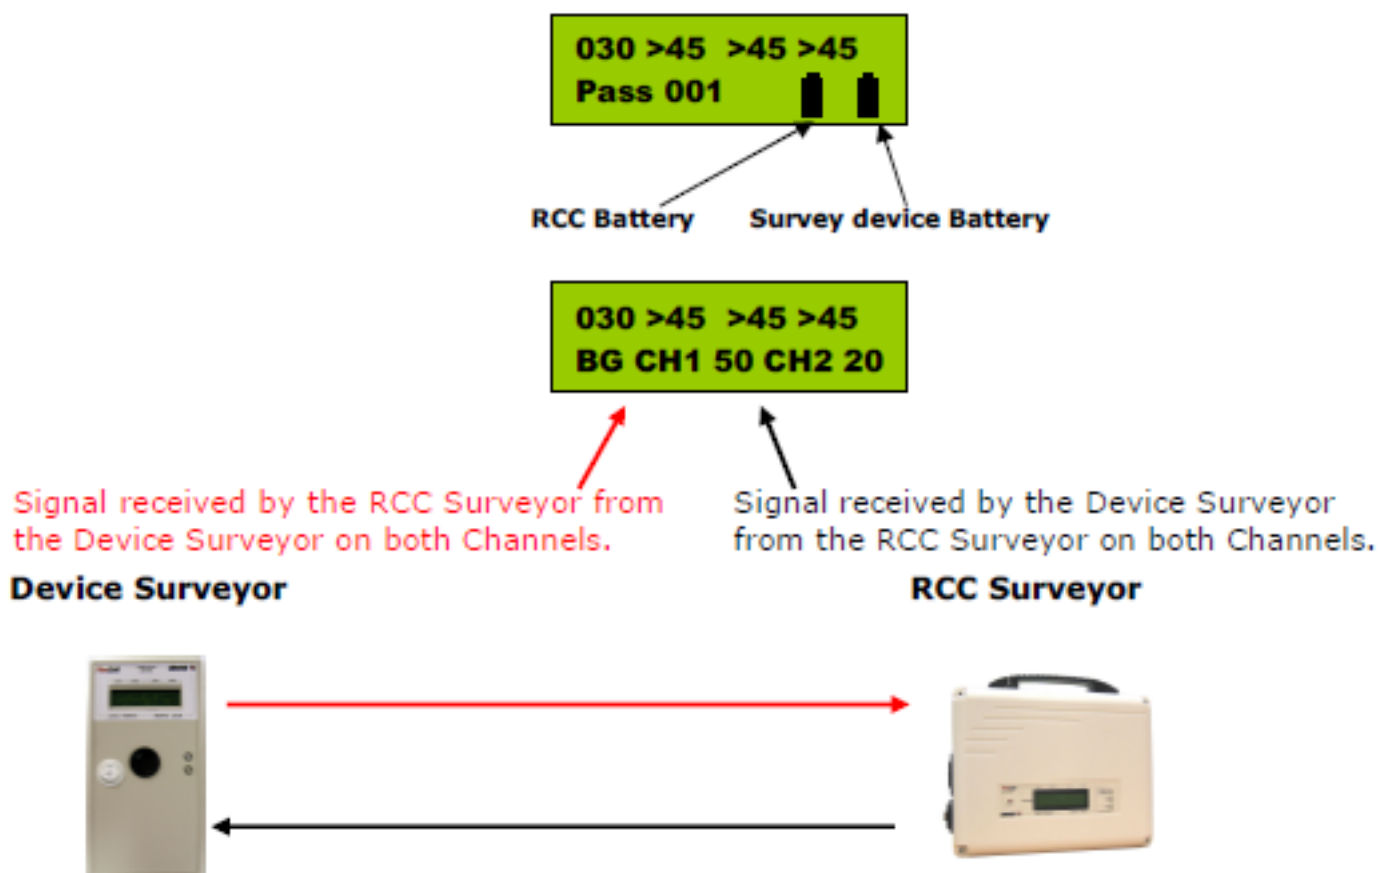 030 >45  >45 >45
Pass 001
RCC Battery
Survey device Battery
030 >45  >45 >45
BG CH1 50 CH2 20
Signal received by the RCC Surveyor from
the Device Surveyor on both Channels.
Signal received by the Device Surveyor
from the RCC Surveyor on both Channels.
Device Surveyor
RCC Surveyor